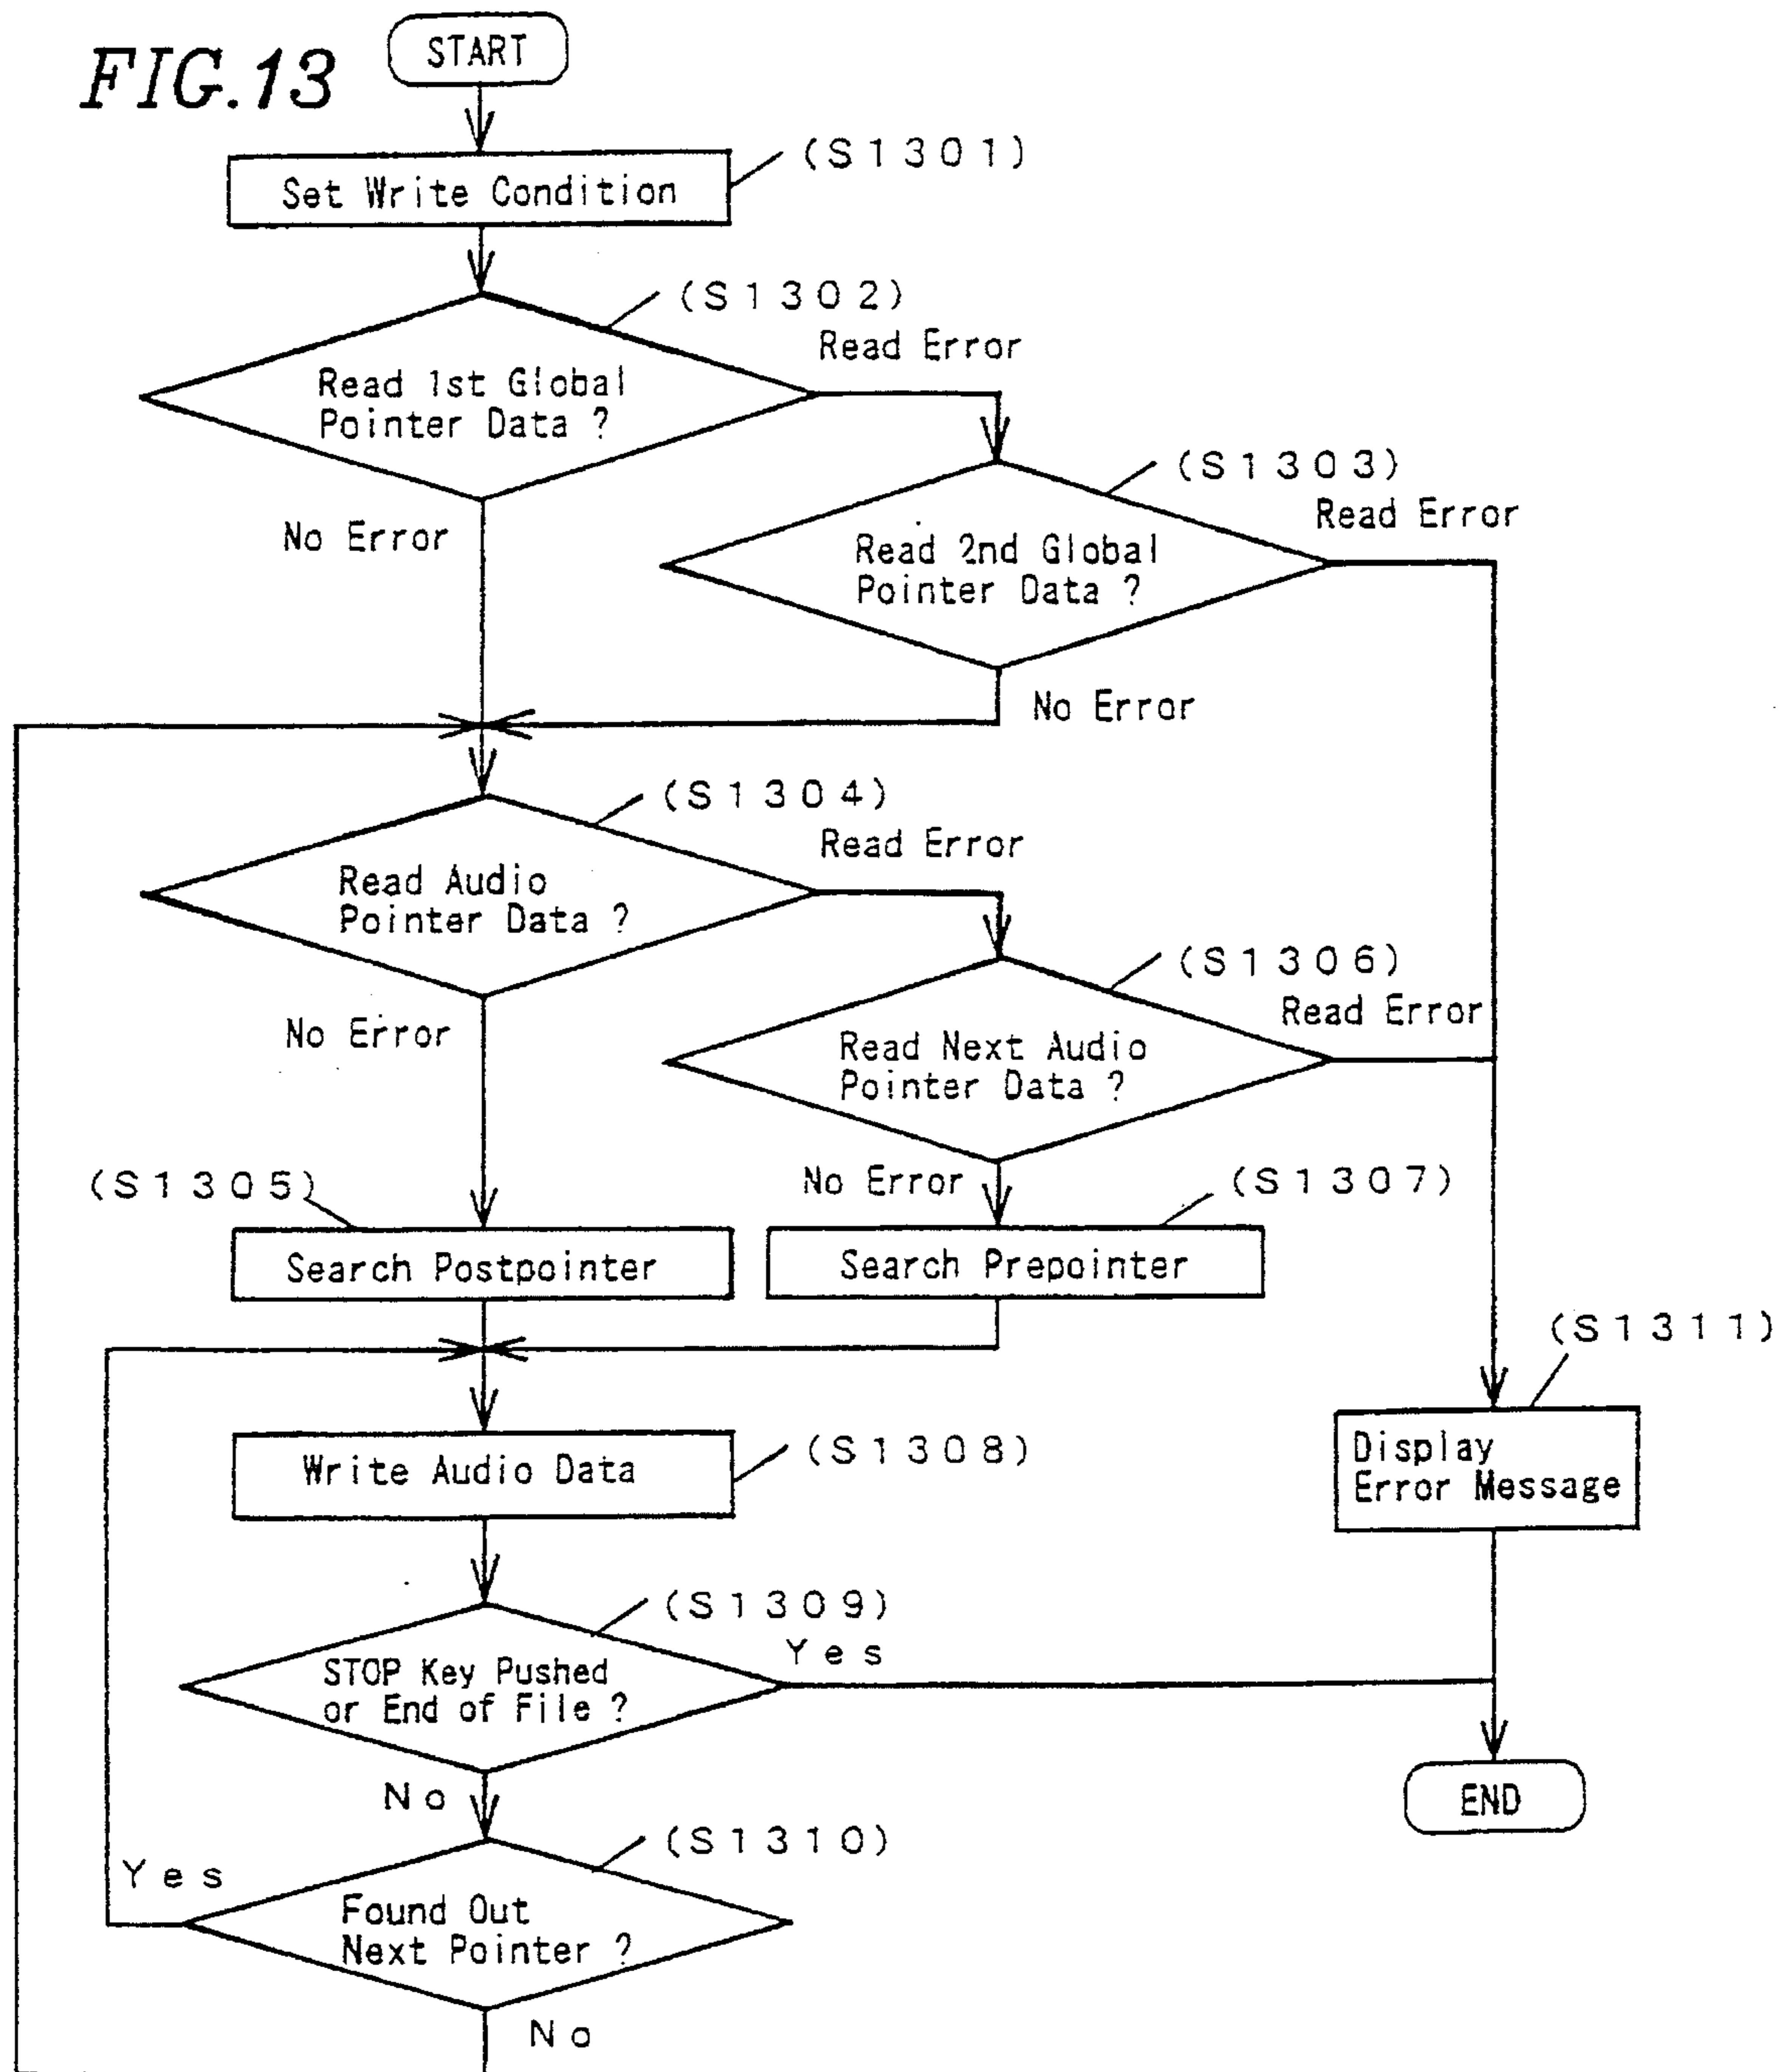 FIG.13
START
(S1301)
Set Write Condition
(S1302)
Read Error
Read 1st Global
Pointer Data ?
(S1303)
Read Error
No Error
Read 2nd Global
Pointer Data ?
No Error
(S1304)
Read Error
Read Audio
Pointer Data ?
(S1306)
Read Error
No Error
Read Next Audio
Pointer Data ?
(S1305)
No Error
(S1307)
Search Postpointer
Search Prepointer
(S1311)
Write Audio Data
(S1308)
Display
Error Message
(S1309)
Yes
STOP Key Pushed
or End of File ?
No
END
(S1310)
Yes
Found Out
Next Pointer ?
No